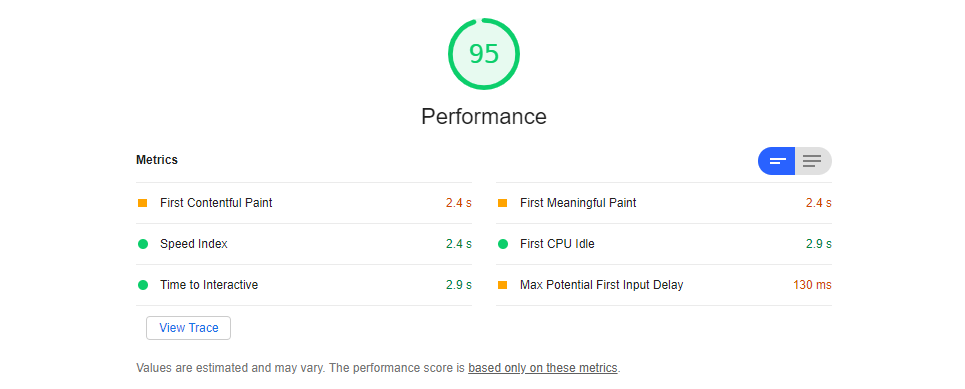 95
Performance
Metrics
First Contentful Paint 2.4 s
First Meaningful Paint 2.4 s
Speed Index 2.4 s
First CPU Idle 2.9 s
Time to Interactive 2.9 s
Max Potential First Input Delay 130 ms
View Trace
Values are estimated and may vary. The performance score is based only on these metrics.